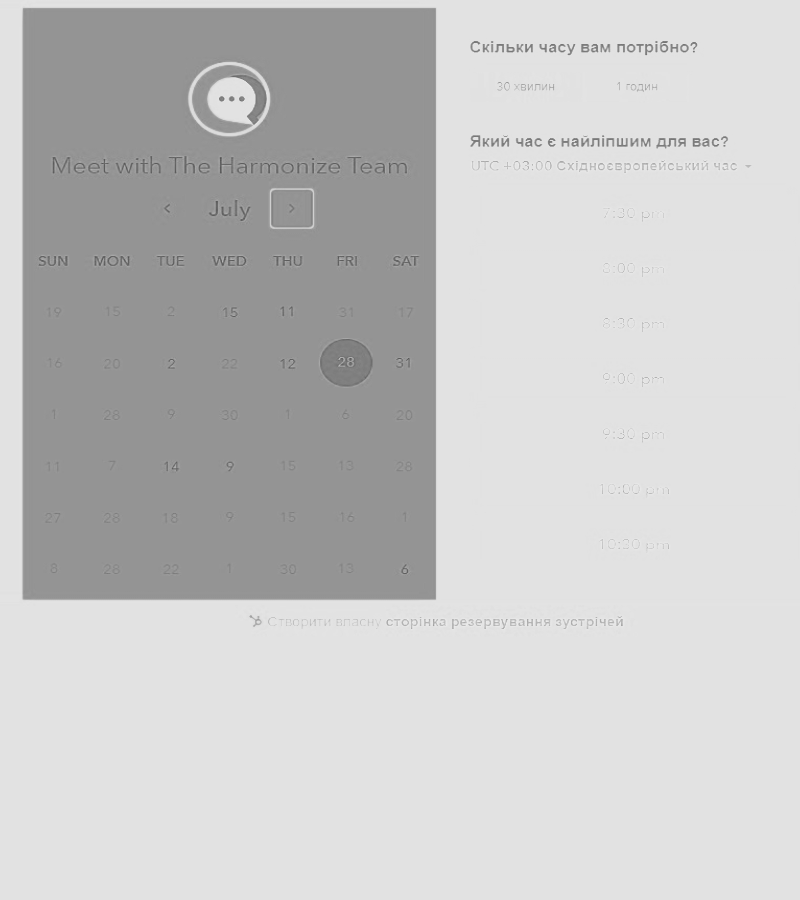 Meet with The Harmonize Team
July
SUN MON TUE WED THU FRI SAT
19 15 2 15 11 31 17
16 20 2 22 12 28 31
1 28 9 30 1 6 20
11 7 14 9 15 13 28
27 28 18 9 15 16 1
8 28 22 1 30 13 6
Скільки часу вам потрібно?
30 хвилин 1 годин
Який час є найліпшим для вас?
UTC +03:00 Східноєвропейський час
7:30 pm
8:00 pm
8:30 pm
9:00 pm
9:30 pm
10:00 pm
10:30 pm
Створити власну сторінка резервування зустрічей